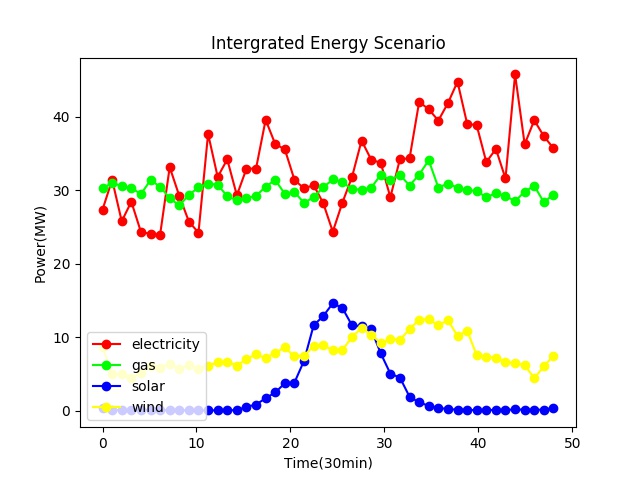 Intergrated Energy Scenario
Power(MW)
40
30
20
10
0
electricity
gas
solar
wind
0 10 20 30 40 50
Time(30min)